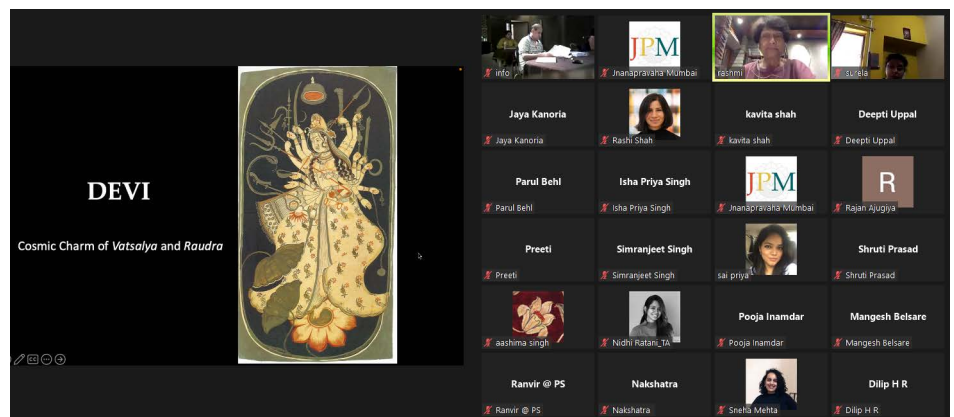 DEVI
Cosmic Charm of Vatsalya and Raudra
CC
info
JPM
Jnanapravaha Mumbai
rashmi
surela
Jaya Kanoria
Jaya Kanoria
Rashi Shah
kavita shah
kavita shah
Deepti Uppal
Deepti Uppal
Parul Behl
Parul Behl
Isha Priya Singh
Isha Priya Singh
JPM
Jnanapravaha Mumbai
R
Rajan Ajugiya
Preeti
Preeti
Simranjeet Singh
Simranjeet Singh
sai priya
Shruti Prasad
Shruti Prasad
aashima singh
Nidhi Ratani_TA
Pooja Inamdar
Pooja Inamdar
Mangesh Belsare
Mangesh Belsare
Ranvir @ PS
Ranvir @ PS
Nakshatra
Nakshatra
Sneha Mehta
Dilip H R
Dilip H R